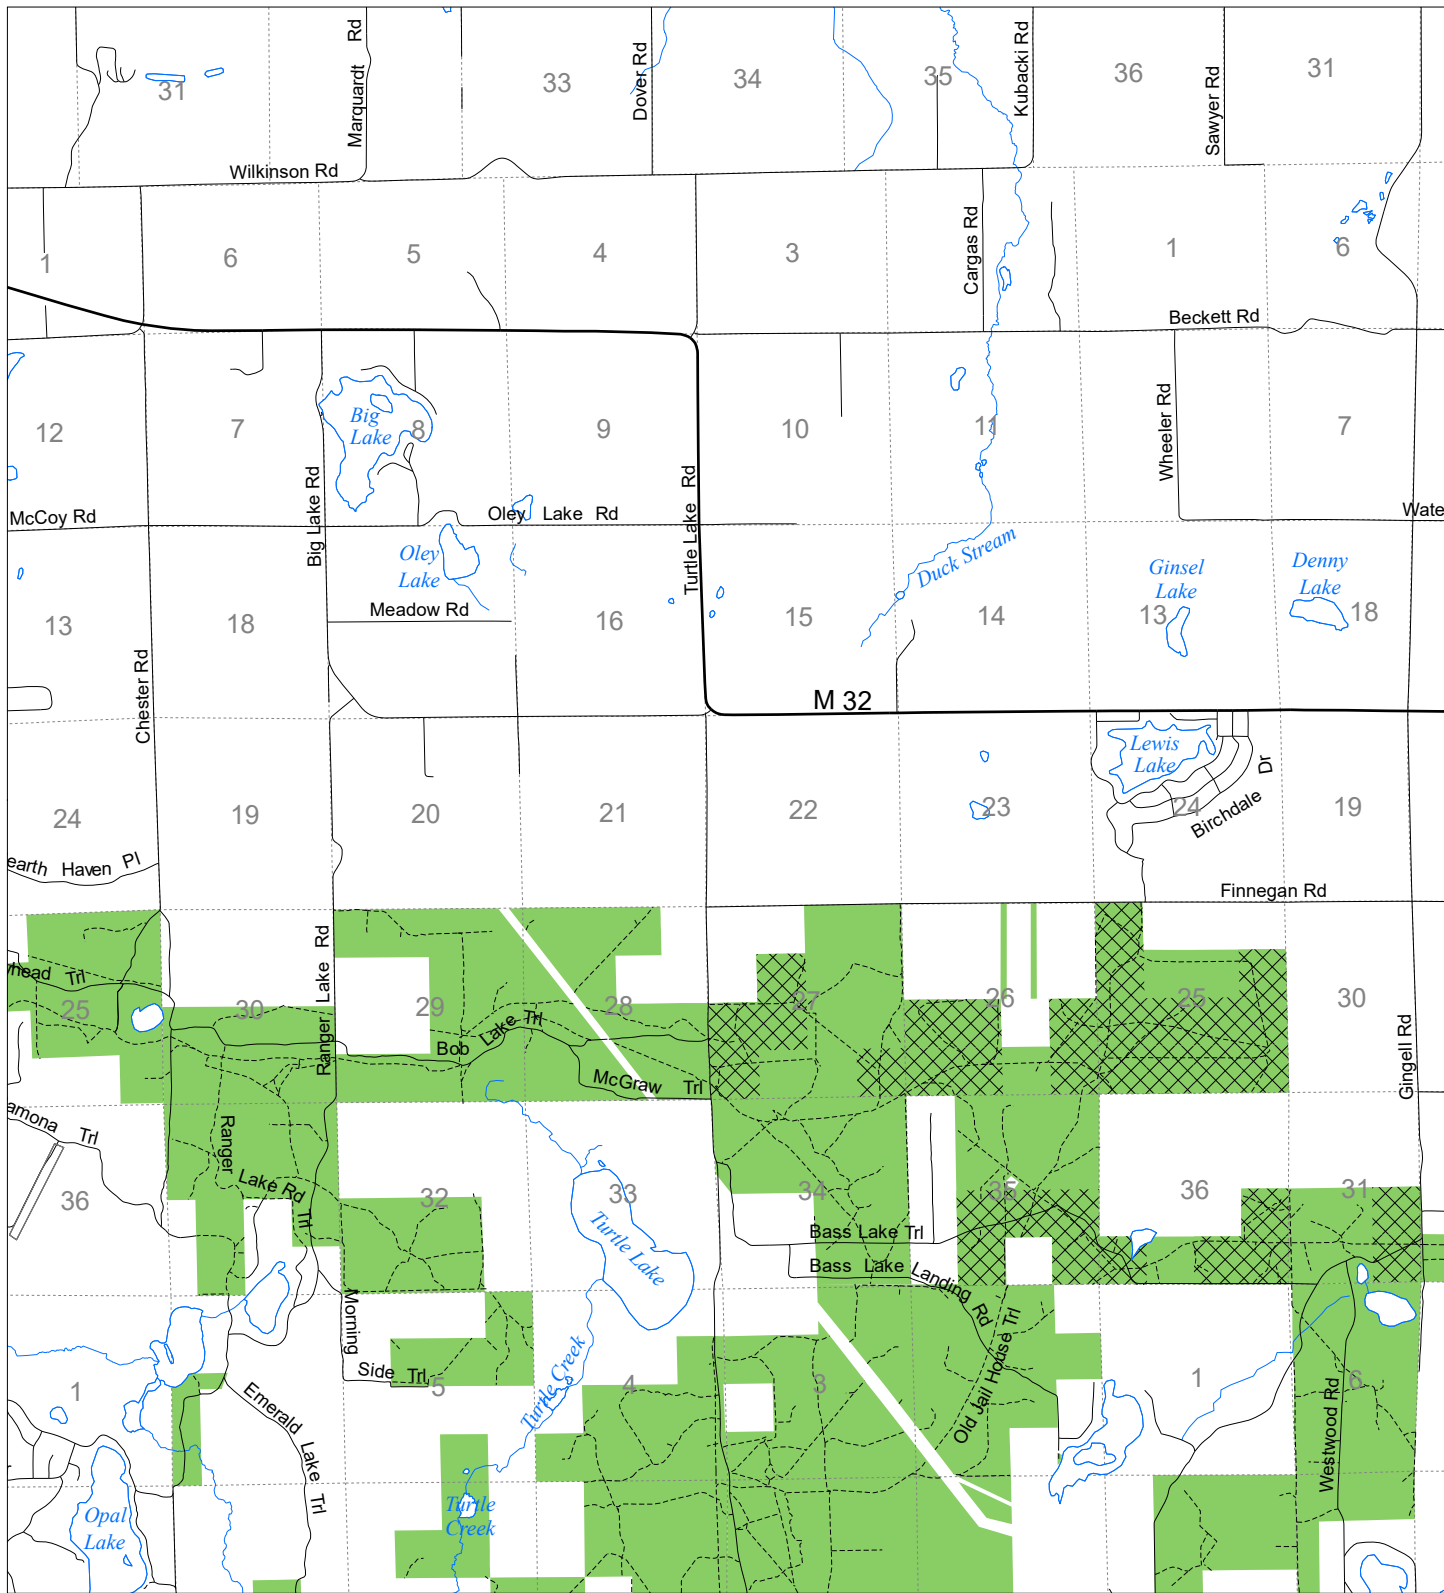 Marquardt Rd
Dover Rd
Kubacki Rd
Sawyer Rd
31
33
34
35
36
31
Wilkinson Rd
1
6
5
4
3
Cargas Rd
1
6
Beckett Rd
12
7
Big
Lake
8
9
10
11
Wheeler Rd
7
McCoy Rd
Big Lake Rd
Oley Lake Rd
Turtle Lake Rd
Wate
Oley
Lake
Duck Stream
Ginsel
Lake
Denny
Lake
Meadow Rd
13
18
16
15
14
13
18
Chester Rd
M 32
Lewis
Lake
Birchdale Dr
24
19
20
21
22
23
24
19
earth Haven Pl
Finnegan Rd
Ranger Lake Rd
head Trl
25
30
29
28
27
26
25
30
Bob Lake Trl
McGraw Trl
Gingell Rd
amona Trl
Ranger
Lake Rd
Trl
36
32
33
34
35
36
31
Turtle Lake
Bass Lake Trl
Bass Lake Landing Rd
Morning
Side Trl
Old Jail House Trl
Turtle Creek
1
5
4
3
1
6
Emerald Lake Trl
Westwood Rd
Opal
Lake
Turtle
Creek